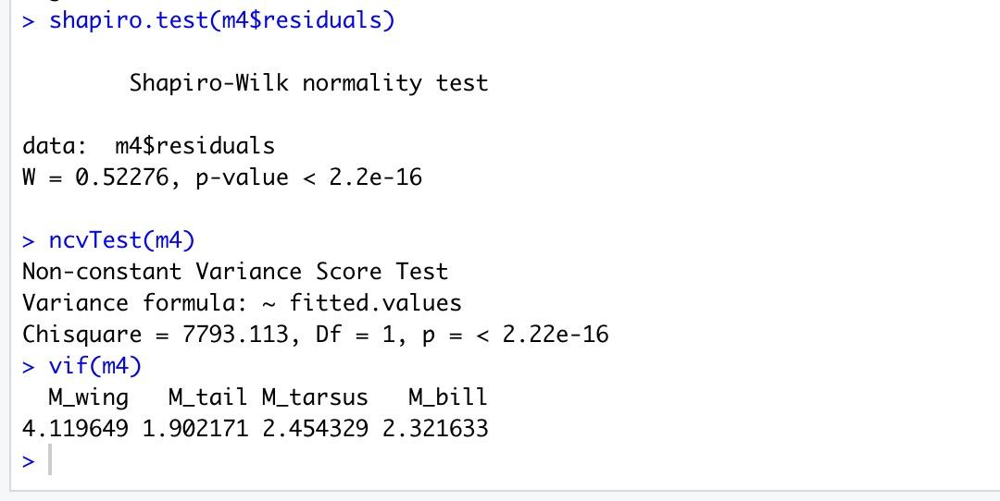 > shapiro.test(m4$residuals)
Shapiro-Wilk normality test
data:  m4$residuals
W = 0.52276, p-value < 2.2e-16
> ncvTest(m4)
Non-constant Variance Score Test
Variance formula: ~ fitted.values
Chisquare = 7793.113, Df = 1, p = < 2.22e-16
> vif(m4)
  M_wing   M_tail M_tarsus   M_bill
4.119649 1.902171 2.454329 2.321633
>